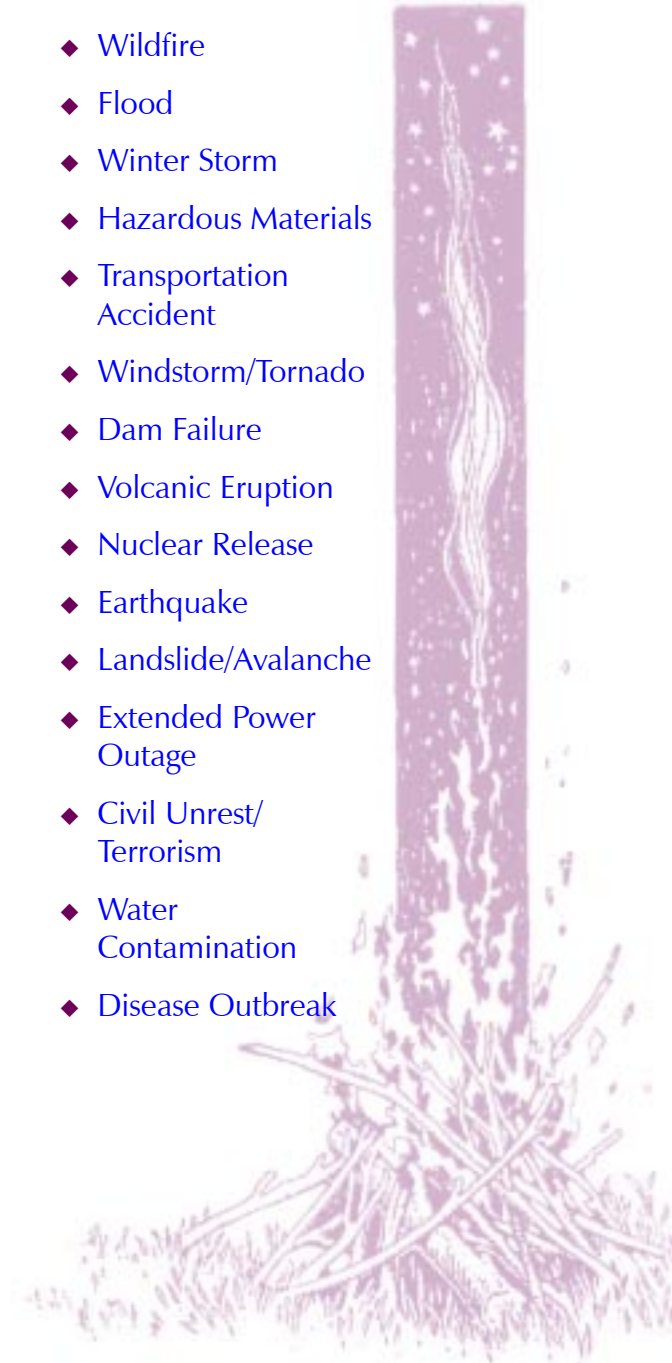 ◆ Wildfire
◆ Flood
◆ Winter Storm
◆ Hazardous Materials
◆ Transportation
Accident
◆ Windstorm/Tornado
◆ Dam Failure
◆ Volcanic Eruption
◆ Nuclear Release
◆ Earthquake
◆ Landslide/Avalanche
◆ Extended Power
Outage
◆ Civil Unrest/
Terrorism
◆ Water
Contamination
◆ Disease Outbreak